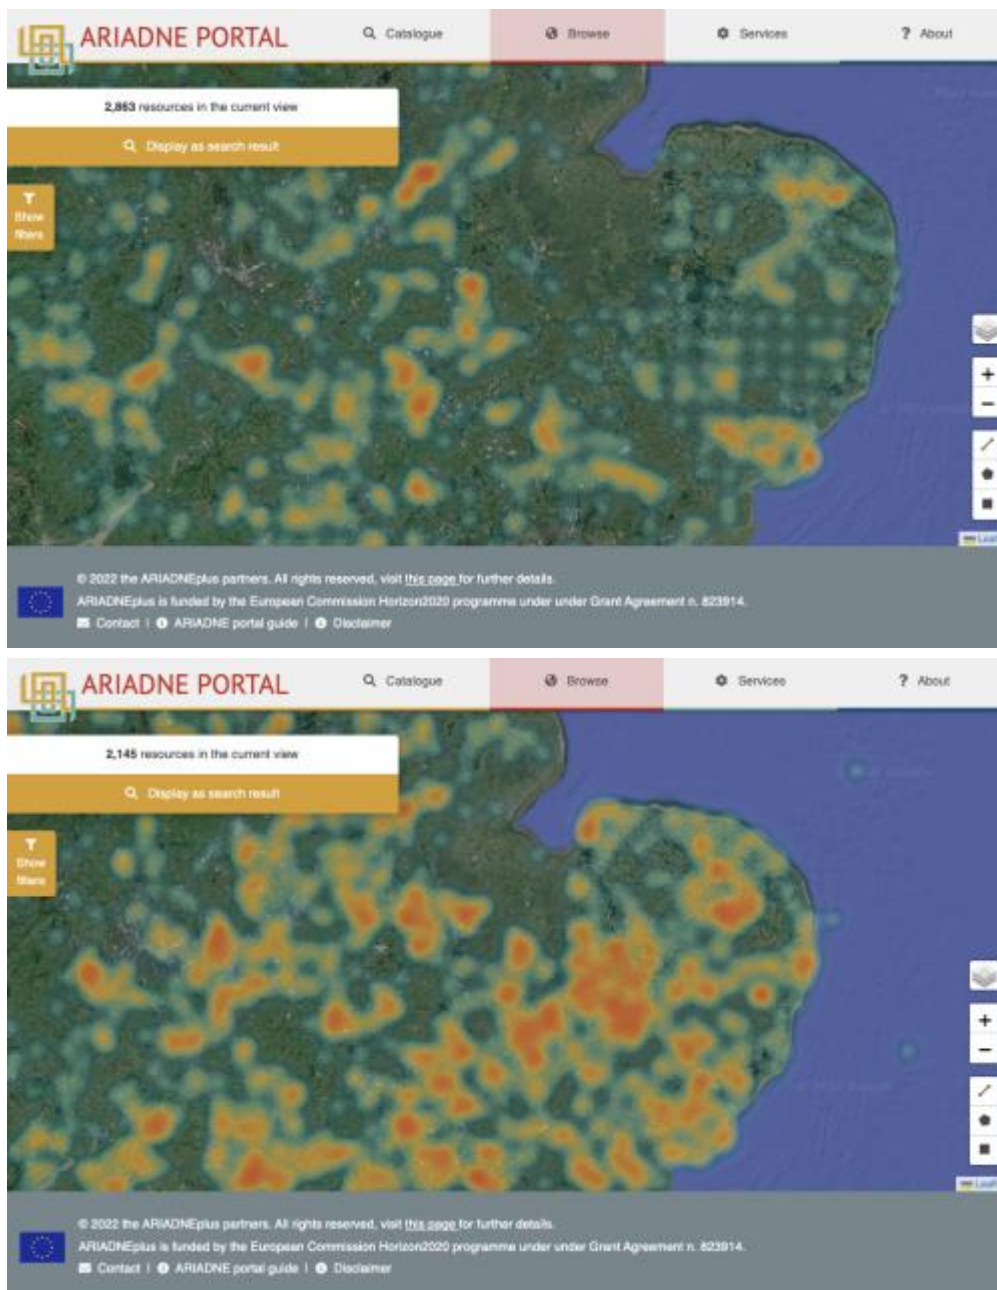 ARIADNE PORTAL
Catalogue
Browse
Services
? About
2,863 resources in the current view
Display as search result
Show
filters
© 2022 the ARIADNEplus partners. All rights reserved, visit this page for further details.
ARIADNEplus is funded by the European Commission Horizon2020 programme under under Grant Agreement n. 823914.
Contact | ARIADNE portal guide | Disclaimer
ARIADNE PORTAL
Catalogue
Browse
Services
? About
2,145 resources in the current view
Display as search result
Show
filters
© 2022 the ARIADNEplus partners. All rights reserved, visit this page for further details.
ARIADNEplus is funded by the European Commission Horizon2020 programme under under Grant Agreement n. 823914.
Contact | ARIADNE portal guide | Disclaimer